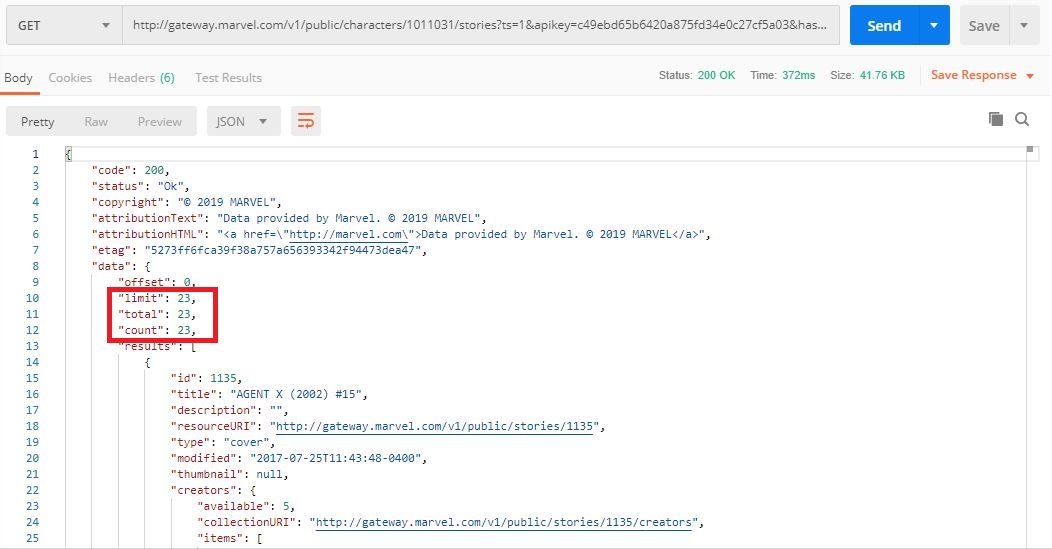 GET http://gateway.marvel.com/v1/public/characters/1011031/stories?ts=1&apikey=c49ebd65b6420a875fd34e0c27cf5a03&has... Send Save
Body Cookies Headers (6) Test Results Status: 200 OK Time: 372ms Size: 41.76 KB Save Response
Pretty Raw Preview JSON
1 {
2 "code": 200,
3 "status": "Ok",
4 "copyright": "© 2019 MARVEL",
5 "attributionText": "Data provided by Marvel. © 2019 MARVEL",
6 "attributionHTML": "<a href=\"http://marvel.com\">Data provided by Marvel. © 2019 MARVEL</a>",
7 "etag": "5273ff6fca39f38a757a656393342f94473dea47",
8 "data": {
9 "offset": 0,
10 "limit": 23,
11 "total": 23,
12 "count": 23,
13 "results": [
14 {
15 "id": 1135,
16 "title": "AGENT X (2002) #15",
17 "description": "",
18 "resourceURI": "http://gateway.marvel.com/v1/public/stories/1135",
19 "type": "cover",
20 "modified": "2017-07-25T11:43:48-0400",
21 "thumbnail": null,
22 "creators": {
23 "available": 5,
24 "collectionURI": "http://gateway.marvel.com/v1/public/stories/1135/creators",
25 "items": [